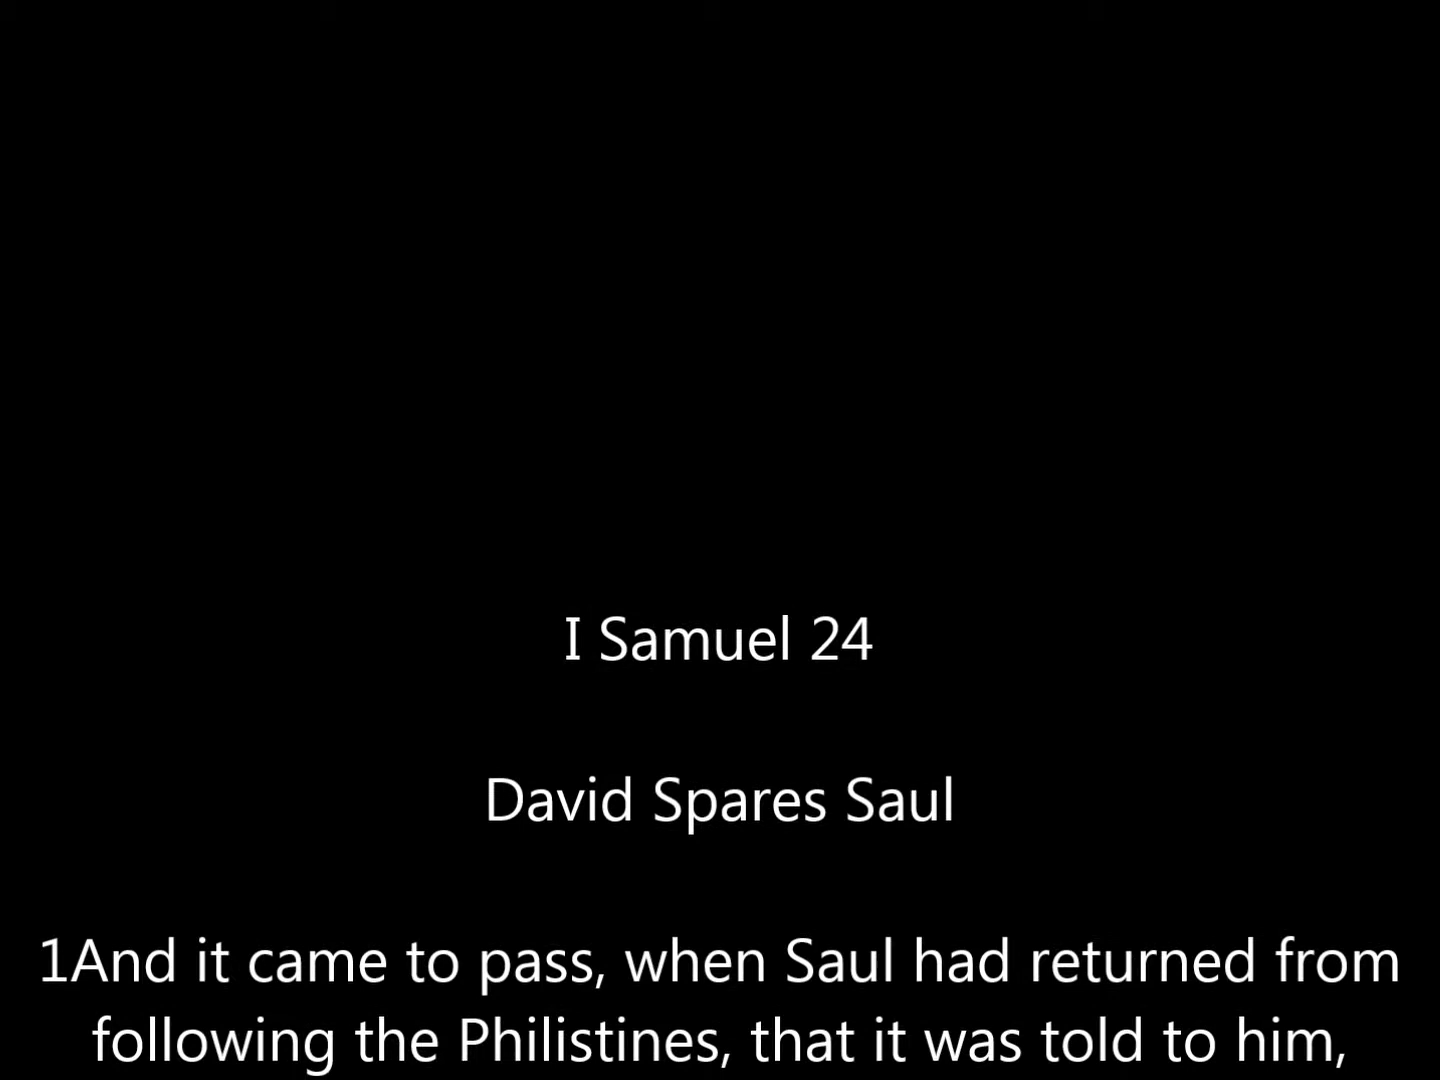 I Samuel 24
David Spares Saul
1And it came to pass, when Saul had returned from
following the Philistines, that it was told to him,